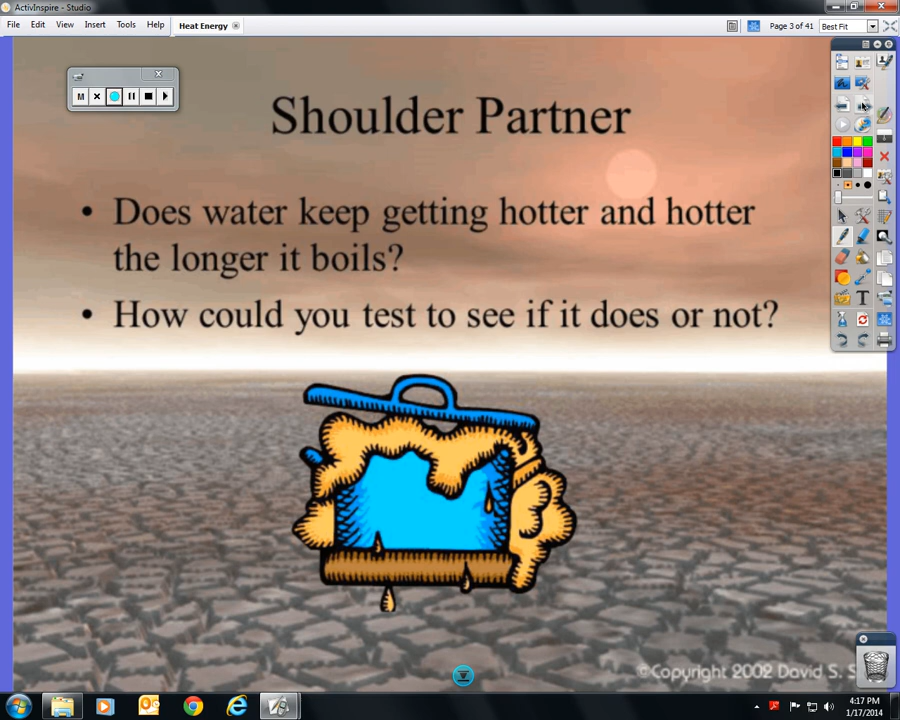 ActivInspire - Studio
File Edit View Insert Tools Help Heat Energy Page 3 of 41 Best Fit
M
Shoulder Partner
• Does water keep getting hotter and hotter
the longer it boils?
• How could you test to see if it does or not?
T
©Copyright 2002 David S.
4:17 PM
1/17/2014